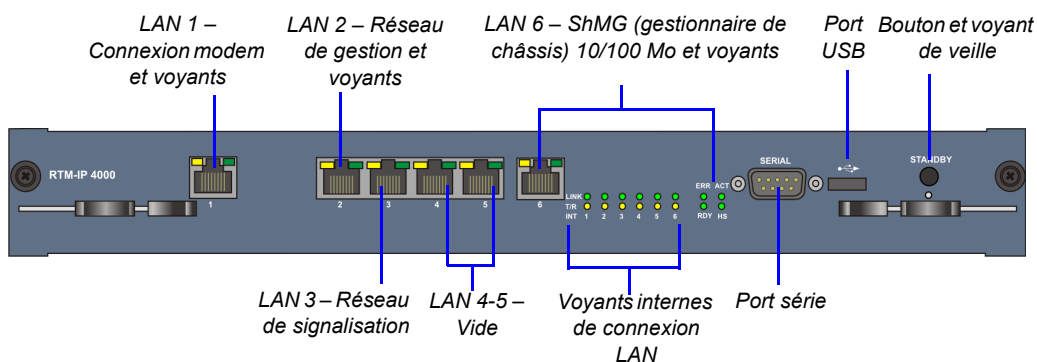 LAN 1 –
Connexion modem
et voyants
LAN 2 – Réseau
de gestion et
voyants
LAN 6 – ShMG (gestionnaire de
châssis) 10/100 Mo et voyants
Port
USB
Bouton et voyant
de veille
RTM-IP 4000
SERIAL
STANDBY
ERR ACT
LINK
T/R
INT 1 2 3 4 5 6
RDY HS
1
2 3 4 5
6
LAN 3 – Réseau
de signalisation
LAN 4-5 –
Vide
Voyants internes
de connexion
LAN
Port série